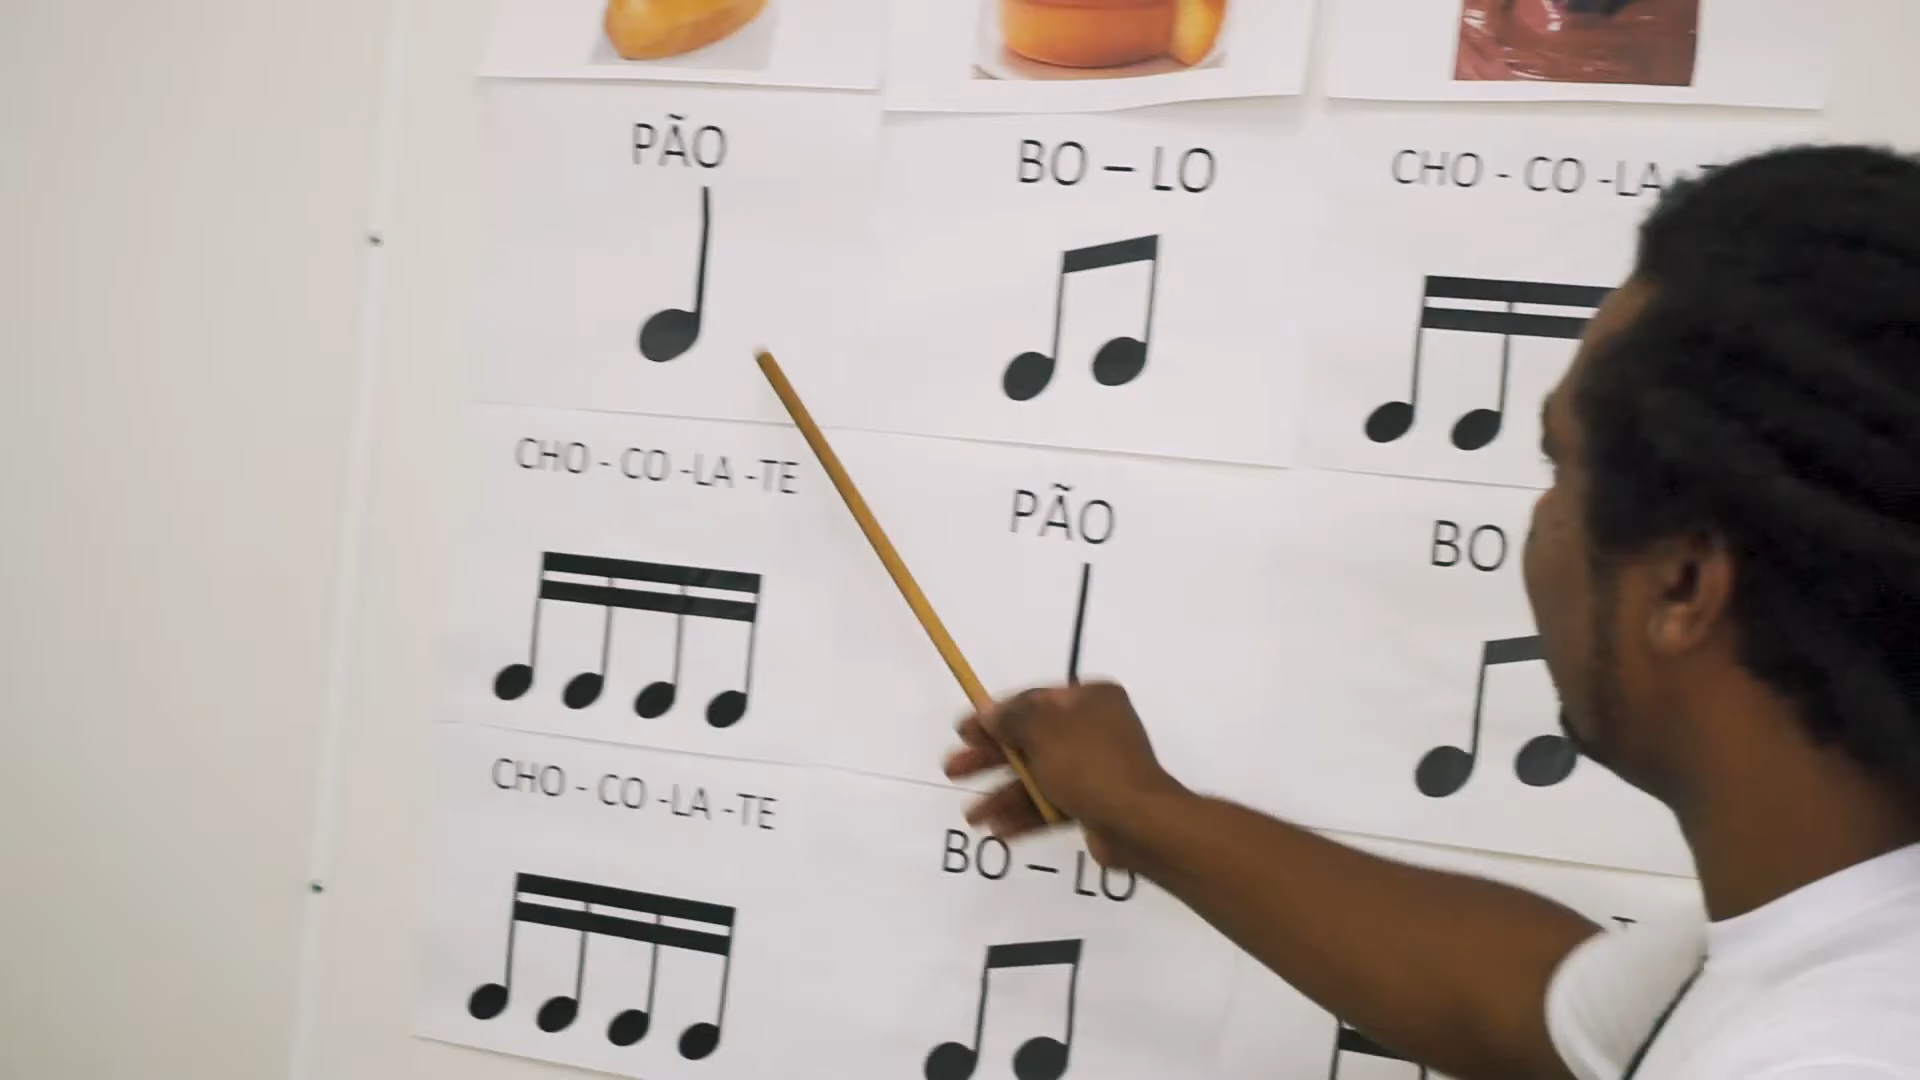 PÃO
BO – LO
CHO - CO -LA
CHO - CO -LA -TE
PÃO
BO
CHO - CO -LA -TE
BO – LO